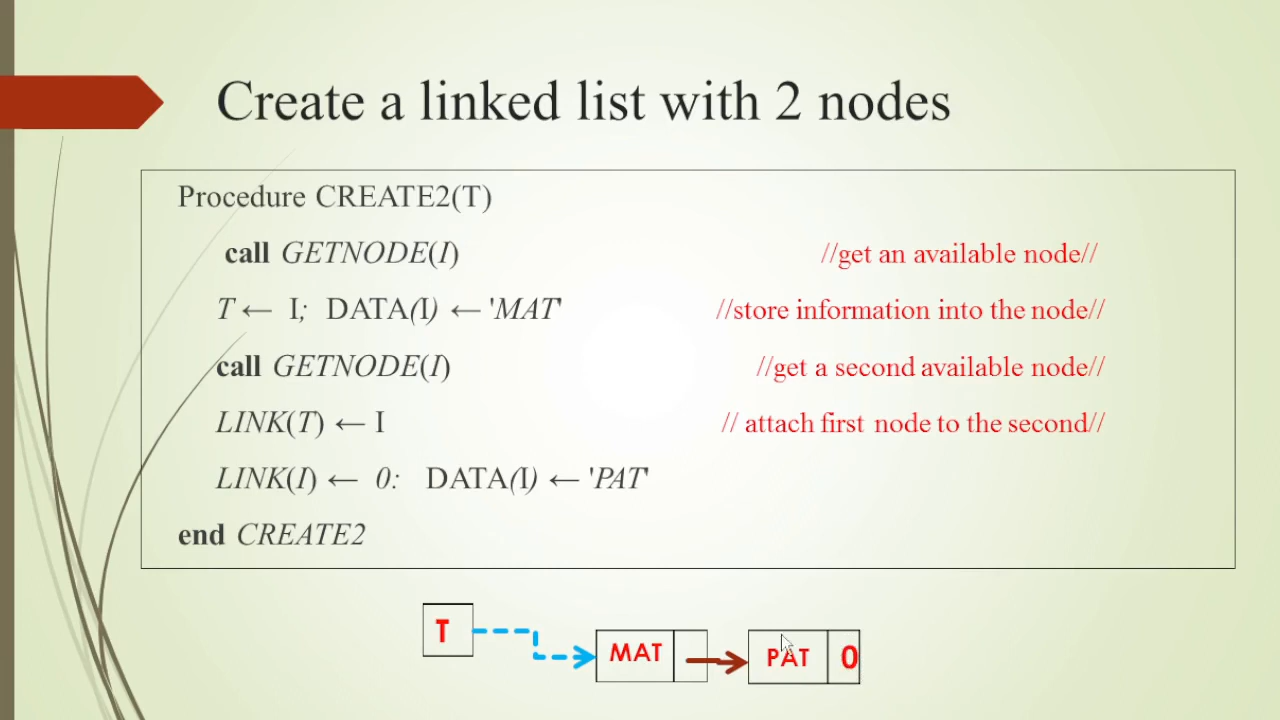 Create a linked list with 2 nodes
Procedure CREATE2(T)
call GETNODE(I) //get an available node//
T ← I; DATA(I) ← 'MAT' //store information into the node//
call GETNODE(I) //get a second available node//
LINK(T) ← I // attach first node to the second//
LINK(I) ← 0: DATA(I) ← 'PAT'
end CREATE2
T
MAT PAT 0